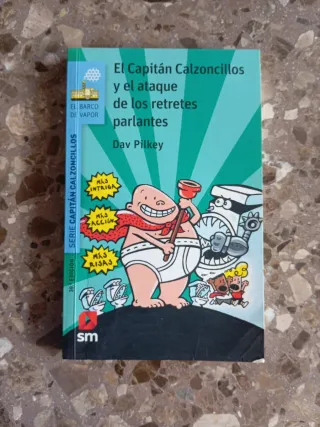 El Capitán Calzoncillos
y el ataque
de los retretes
parlantes
Dav Pilkey
EL BARCO
DE VAPOR
SERIE CAPITÁN CALZONCILLOS
MÁS
INTRIGA
MÁS
ACCIÓN
MÁS
RISAS
sm